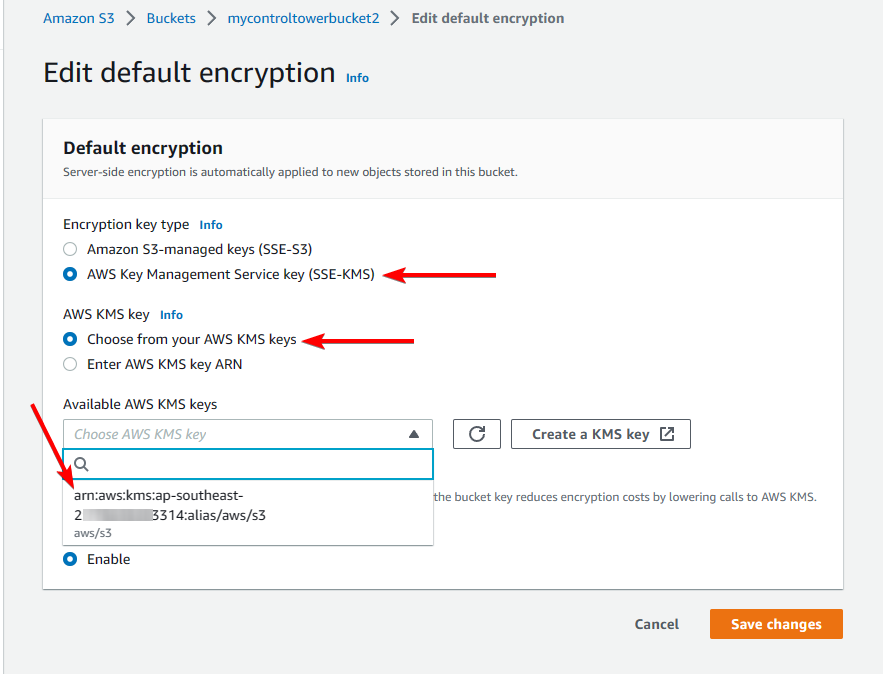 Amazon S3 > Buckets > mycontroltowerbucket2 > Edit default encryption
Edit default encryption Info
Default encryption
Server-side encryption is automatically applied to new objects stored in this bucket.
Encryption key type Info
Amazon S3-managed keys (SSE-S3)
AWS Key Management Service key (SSE-KMS)
AWS KMS key Info
Choose from your AWS KMS keys
Enter AWS KMS key ARN
Available AWS KMS keys
Choose AWS KMS key
Create a KMS key
arn:aws:kms:ap-southeast-
the bucket key reduces encryption costs by lowering calls to AWS KMS.
2 3314:alias/aws/s3
aws/s3
Enable
Cancel
Save changes